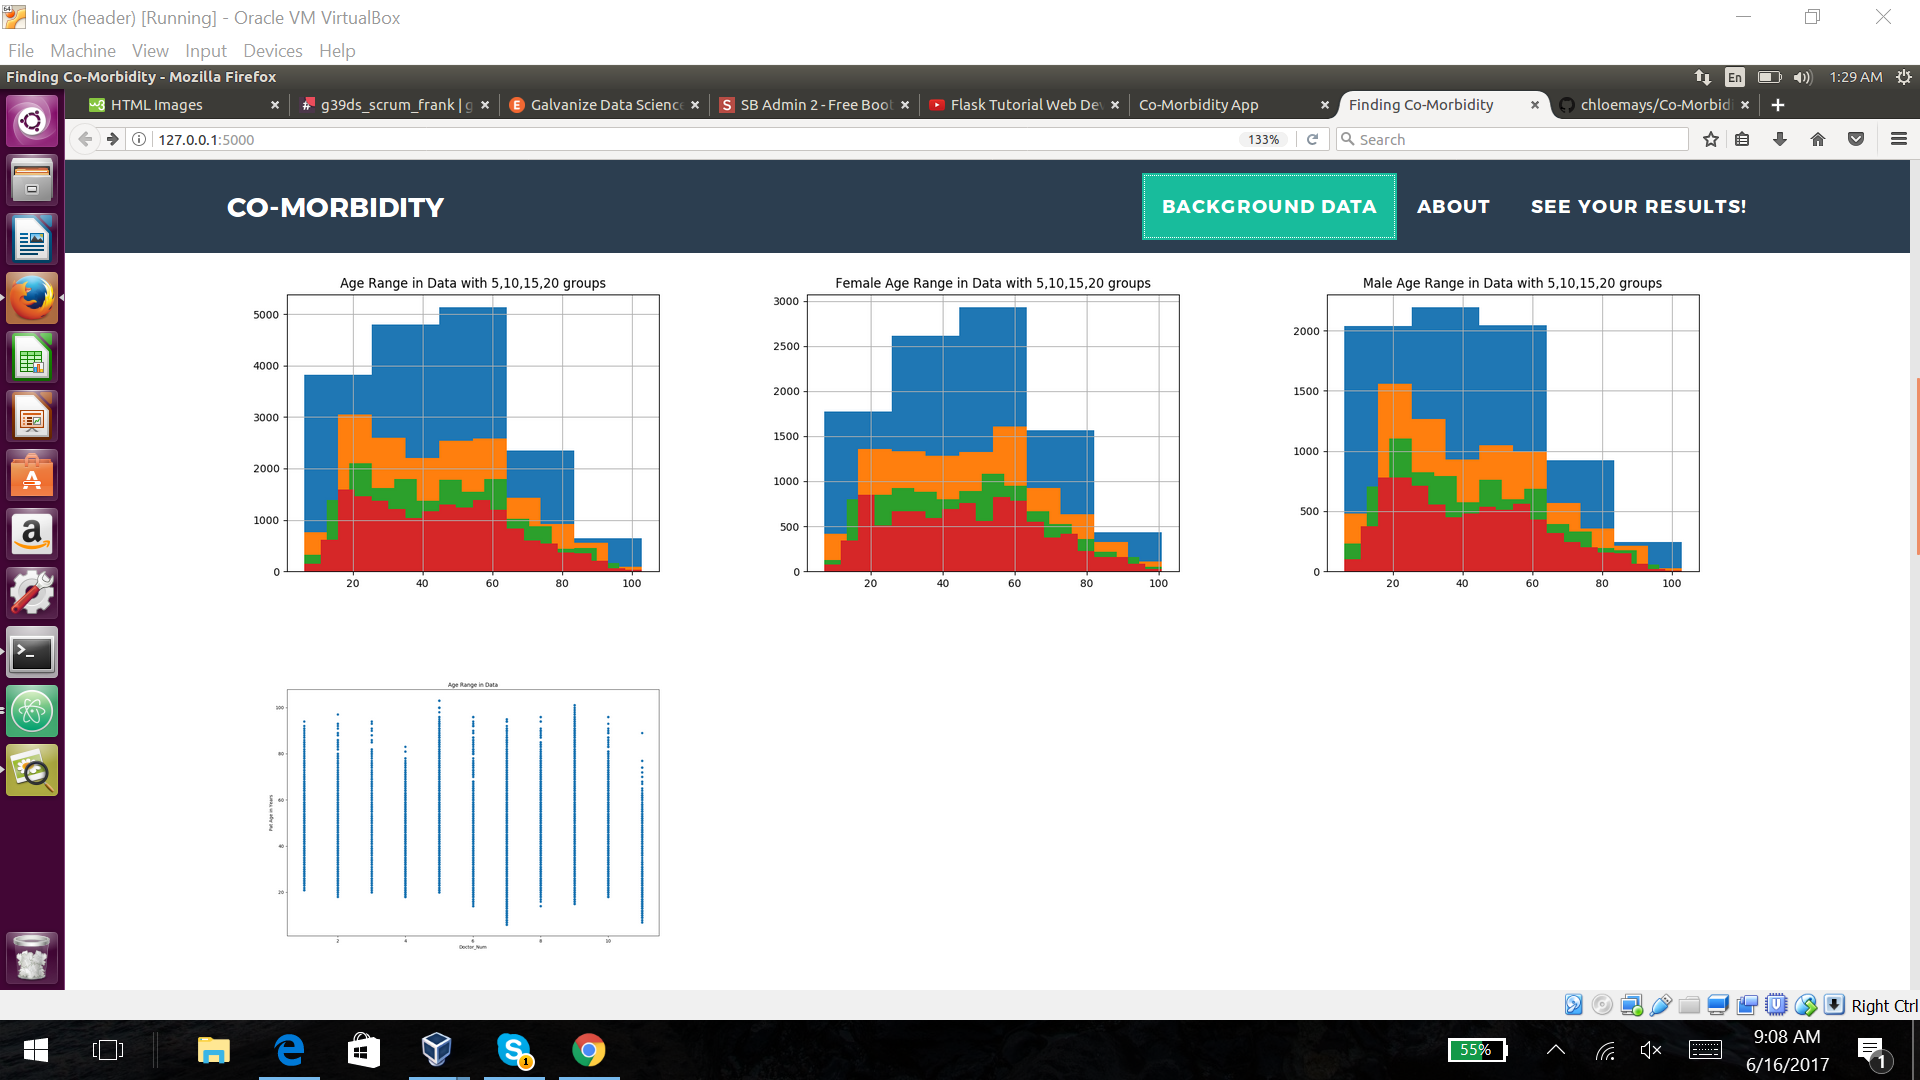 linux (header) [Running] - Oracle VM VirtualBox
File Machine View Input Devices Help
Finding Co-Morbidity - Mozilla Firefox
En
1:29 AM
HTML Images
g39ds_scrum_frank | g
Galvanize Data Science
SB Admin 2 - Free Boot
Flask Tutorial Web De
Co-Morbidity App
Finding Co-Morbidity
chloemays/Co-Morbidi
127.0.0.1:5000
133%
Search
CO-MORBIDITY
BACKGROUND DATA
ABOUT
SEE YOUR RESULTS!
Age Range in Data with 5,10,15,20 groups
5000
4000
3000
2000
1000
0
20 40 60 80 100
Female Age Range in Data with 5,10,15,20 groups
3000
2500
2000
1500
1000
500
0
20 40 60 80 100
Male Age Range in Data with 5,10,15,20 groups
2000
1500
1000
500
0
20 40 60 80 100
Age Range in Data
100
80
60
40
20
Pat Age in Years
2 4 6 8 10
Doctor_Num
Right Ctrl
55%
9:08 AM
6/16/2017
1
1